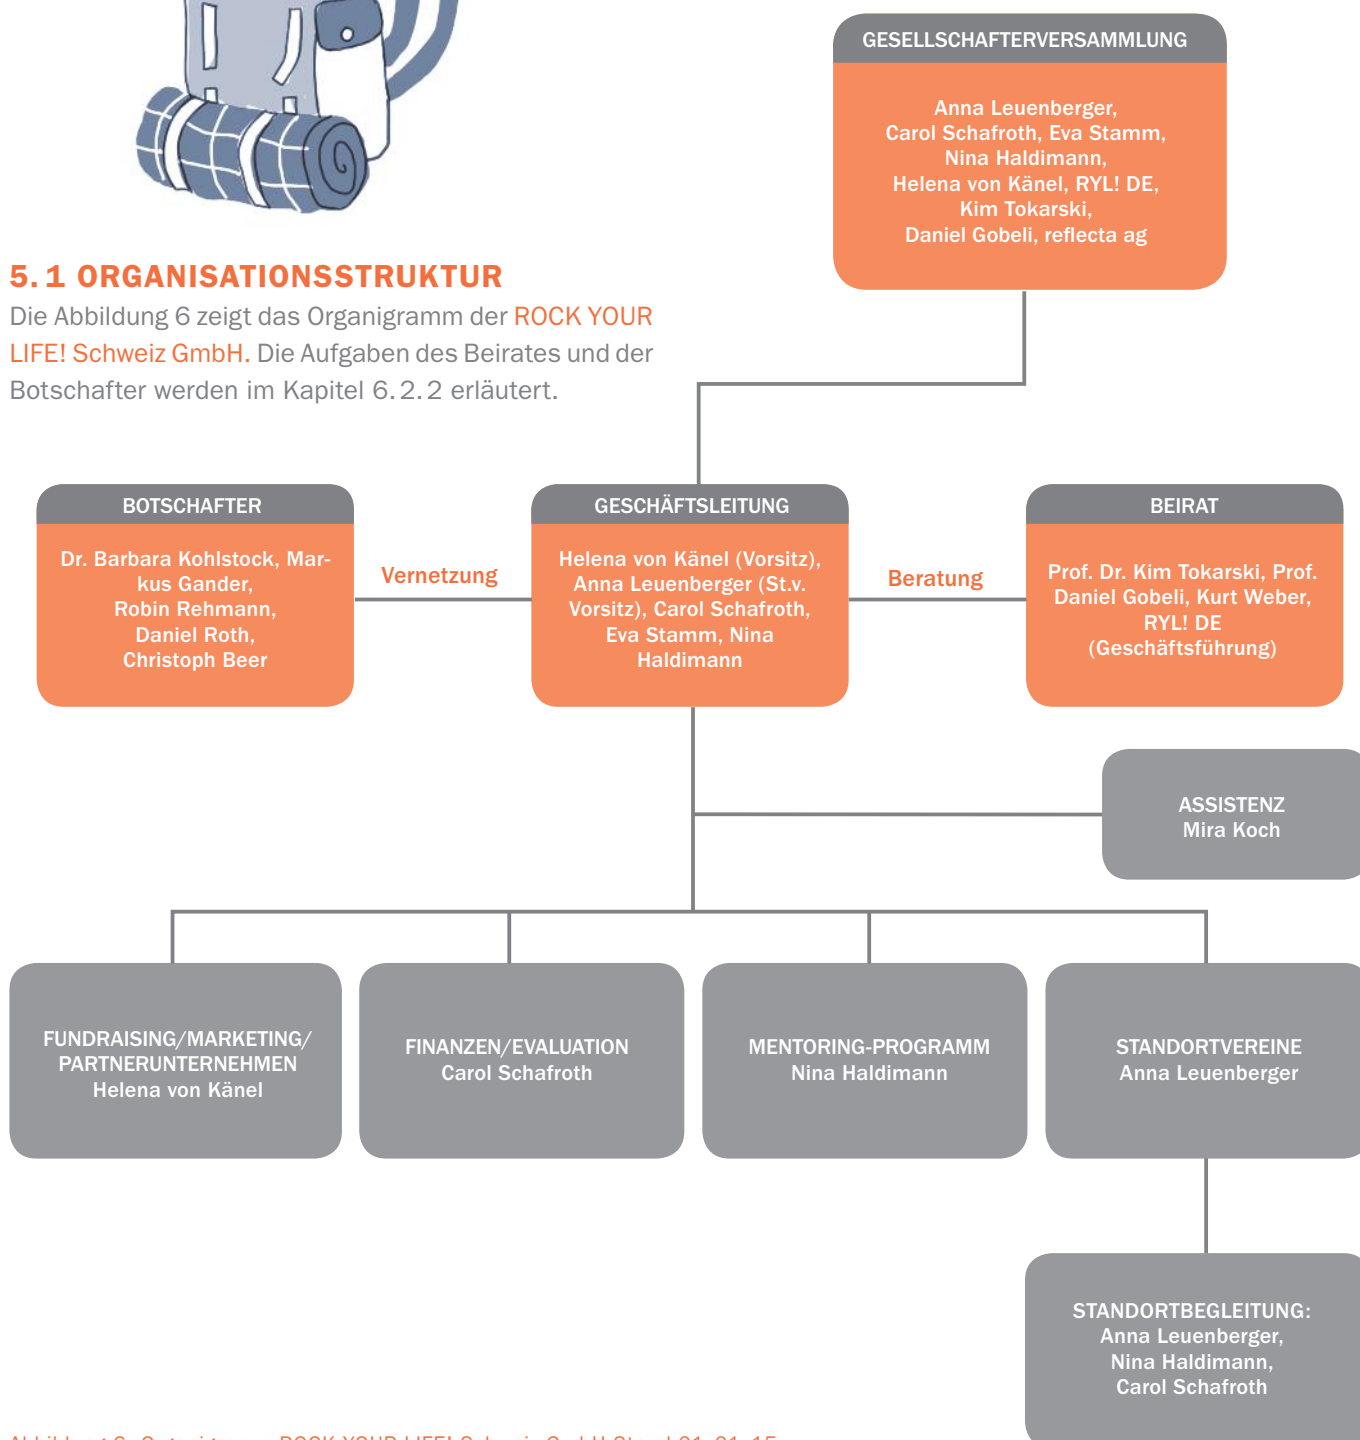 GESELLSCHAFTERVERSAMMLUNG
Anna Leuenberger,
Carol Schafroth, Eva Stamm,
Nina Haldimann,
Helena von Känel, RYL! DE,
Kim Tokarski,
Daniel Gobeli, reflecta ag
5.1 ORGANISATIONSSTRUKTUR
Die Abbildung 6 zeigt das Organigramm der ROCK YOUR
LIFE! Schweiz GmbH. Die Aufgaben des Beirates und der
Botschafter werden im Kapitel 6.2.2 erläutert.
BOTSCHAFTER
Dr. Barbara Kohlstock, Mar-
kus Gander,
Robin Rehmann,
Daniel Roth,
Christoph Beer
Vernetzung
GESCHÄFTSLEITUNG
Helena von Känel (Vorsitz),
Anna Leuenberger (St.v.
Vorsitz), Carol Schafroth,
Eva Stamm, Nina
Haldimann
Beratung
BEIRAT
Prof. Dr. Kim Tokarski, Prof.
Daniel Gobeli, Kurt Weber,
RYL! DE
(Geschäftsführung)
ASSISTENZ
Mira Koch
FUNDRAISING/MARKETING/
PARTNERUNTERNEHMEN
Helena von Känel
FINANZEN/EVALUATION
Carol Schafroth
MENTORING-PROGRAMM
Nina Haldimann
STANDORTVEREINE
Anna Leuenberger
STANDORTBEGLEITUNG:
Anna Leuenberger,
Nina Haldimann,
Carol Schafroth